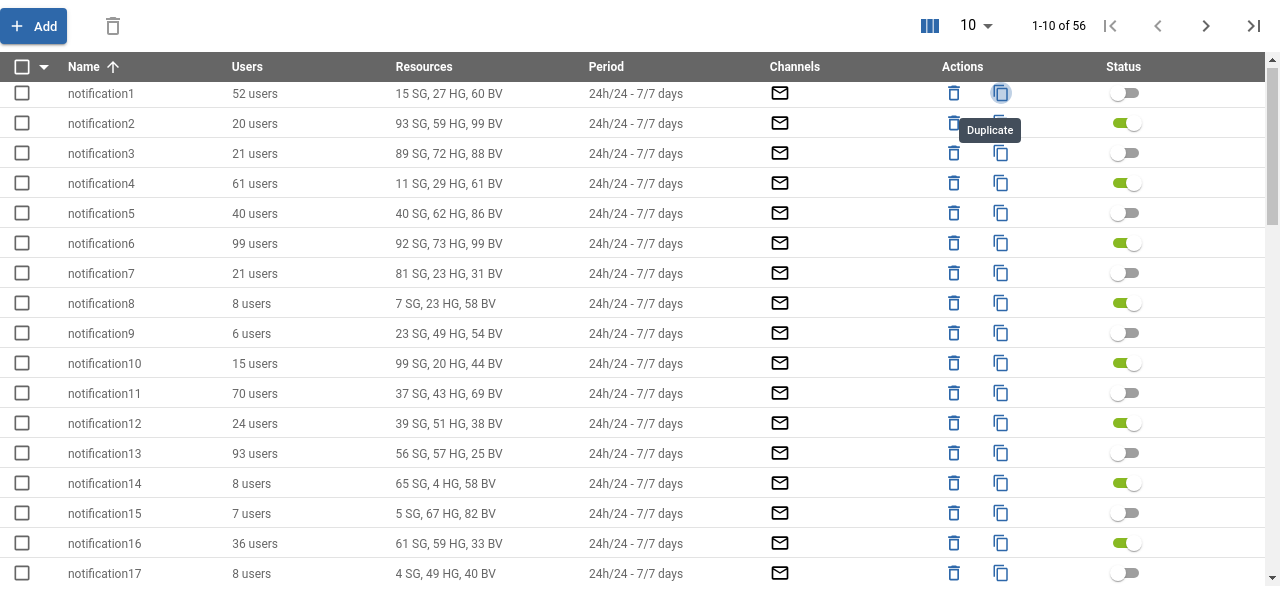 Add 10 1-10 of 56
Name Users Resources Period Channels Actions Status
notification1 52 users 15 SG, 27 HG, 60 BV 24h/24 - 7/7 days
notification2 20 users 93 SG, 59 HG, 99 BV 24h/24 - 7/7 days
Duplicate
notification3 21 users 89 SG, 72 HG, 88 BV 24h/24 - 7/7 days
notification4 61 users 11 SG, 29 HG, 61 BV 24h/24 - 7/7 days
notification5 40 users 40 SG, 62 HG, 86 BV 24h/24 - 7/7 days
notification6 99 users 92 SG, 73 HG, 99 BV 24h/24 - 7/7 days
notification7 21 users 81 SG, 23 HG, 31 BV 24h/24 - 7/7 days
notification8 8 users 7 SG, 23 HG, 58 BV 24h/24 - 7/7 days
notification9 6 users 23 SG, 49 HG, 54 BV 24h/24 - 7/7 days
notification10 15 users 99 SG, 20 HG, 44 BV 24h/24 - 7/7 days
notification11 70 users 37 SG, 43 HG, 69 BV 24h/24 - 7/7 days
notification12 24 users 39 SG, 51 HG, 38 BV 24h/24 - 7/7 days
notification13 93 users 56 SG, 57 HG, 25 BV 24h/24 - 7/7 days
notification14 8 users 65 SG, 4 HG, 58 BV 24h/24 - 7/7 days
notification15 7 users 5 SG, 67 HG, 82 BV 24h/24 - 7/7 days
notification16 36 users 61 SG, 59 HG, 33 BV 24h/24 - 7/7 days
notification17 8 users 4 SG, 49 HG, 40 BV 24h/24 - 7/7 days